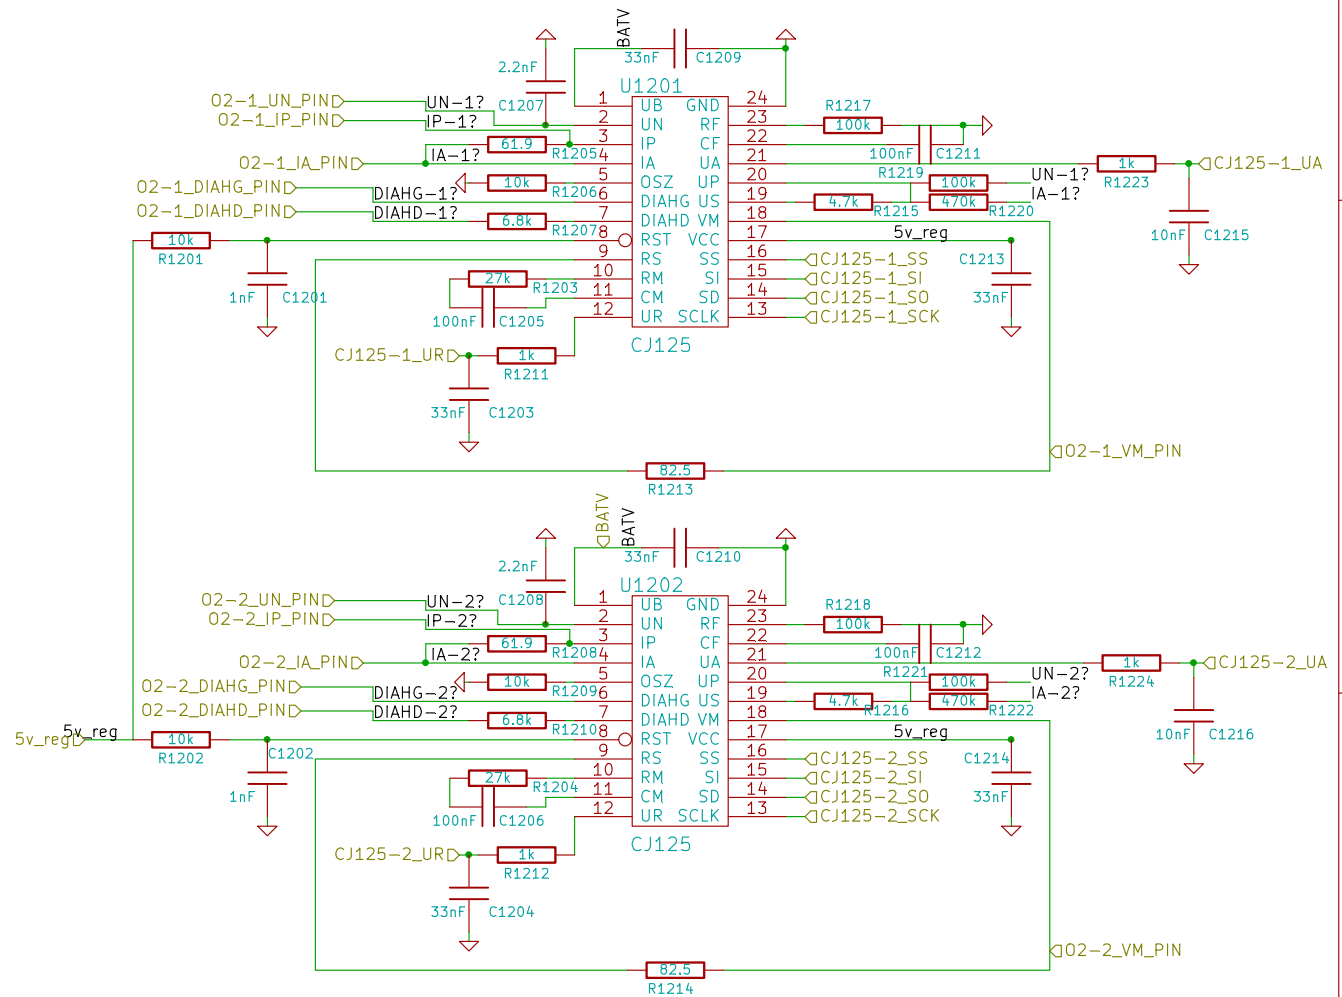 BATV
33nF
C1209
2.2nF
C1207
U1201
O2-1_UN_PIN
UN-1?
O2-1_IP_PIN
IP-1?
61.9
R1205
O2-1_IA_PIN
IA-1?
10k
R1206
O2-1_DIAHG_PIN
DIAHG-1?
O2-1_DIAHD_PIN
DIAHD-1?
6.8k
R1207
1 UB GND 24
2 UN RF 23
3 IP CF 22
4 IA UA 21
5 OSZ UP 20
6 DIAHG US 19
7 DIAHD VM 18
8 RST VCC 17
9 RS SS 16
10 RM SI 15
11 CM SD 14
12 UR SCLK 13
CJ125
R1217
100k
100nF
C1211
R1219
100k
UN-1?
4.7k
R1215
470k
R1220
IA-1?
1k
R1223
CJ125-1_UA
10nF
C1215
5v_reg
C1213
33nF
CJ125-1_SS
CJ125-1_SI
CJ125-1_SO
CJ125-1_SCK
10k
R1201
1nF
C1201
27k
R1203
100nF
C1205
CJ125-1_UR
1k
R1211
33nF
C1203
O2-1_VM_PIN
82.5
R1213
BATV
BATV
33nF
C1210
2.2nF
C1208
U1202
O2-2_UN_PIN
UN-2?
O2-2_IP_PIN
IP-2?
61.9
R1208
O2-2_IA_PIN
IA-2?
10k
R1209
O2-2_DIAHG_PIN
DIAHG-2?
O2-2_DIAHD_PIN
DIAHD-2?
6.8k
R1210
1 UB GND 24
2 UN RF 23
3 IP CF 22
4 IA UA 21
5 OSZ UP 20
6 DIAHG US 19
7 DIAHD VM 18
8 RST VCC 17
9 RS SS 16
10 RM SI 15
11 CM SD 14
12 UR SCLK 13
CJ125
R1218
100k
100nF
C1212
R1221
100k
UN-2?
4.7k
R1216
470k
R1222
IA-2?
1k
R1224
CJ125-2_UA
10nF
C1216
5v_reg
C1214
33nF
CJ125-2_SS
CJ125-2_SI
CJ125-2_SO
CJ125-2_SCK
5v_reg
5v_reg
10k
R1202
1nF
C1202
27k
R1204
100nF
C1206
CJ125-2_UR
1k
R1212
33nF
C1204
O2-2_VM_PIN
82.5
R1214